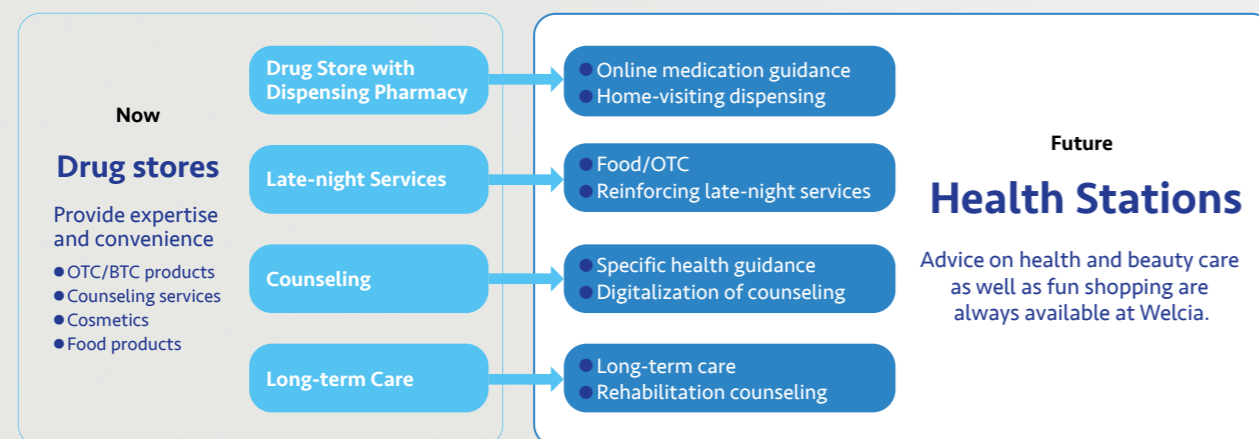 Now
Drug stores
Provide expertise
and convenience
● OTC/BTC products
● Counseling services
● Cosmetics
● Food products
Drug Store with
Dispensing Pharmacy
Late-night Services
Counseling
Long-term Care
● Online medication guidance
● Home-visiting dispensing
● Food/OTC
● Reinforcing late-night services
● Specific health guidance
● Digitalization of counseling
● Long-term care
● Rehabilitation counseling
Future
Health Stations
Advice on health and beauty care
as well as fun shopping are
always available at Welcia.